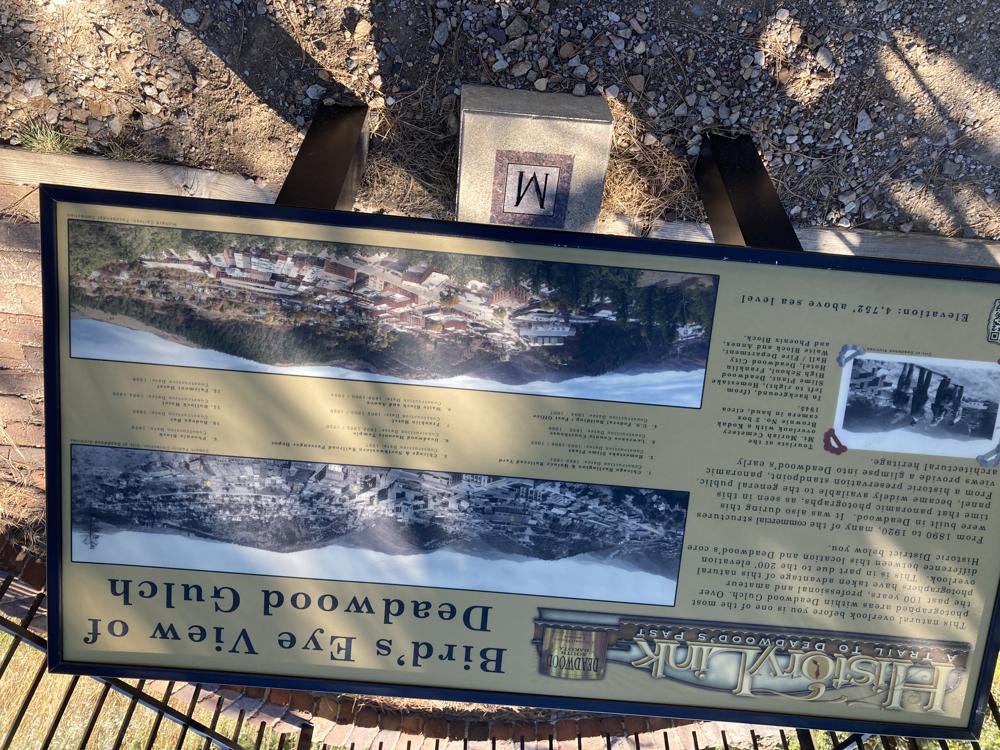 HistoryLink
A TRAIL TO DEADWOOD'S PAST
DEADWOOD
SOUTH
DAKOTA
Bird's Eye View of
Deadwood Gulch
This natural overlook before you is one of the most
photographed areas within Deadwood Gulch. Over
the past 100 years, professional and amateur
photographers have taken advantage of this natural
overlook. This is in part due to the 200' elevation
difference between this location and Deadwood's core
Historic District below you.
From 1890 to 1920, many of the commercial structures
were built in Deadwood. It was also during this
time that panoramic photographs, as seen in this
panel, became widely available to the general public.
From a historic preservation standpoint, panoramic
views provide a glimpse into Deadwood's early
architectural heritage.
Tourists at the
Mt. Moriah Cemetery
overlook with a Kodak
Brownie No. 2 box
camera in hand, circa
1945.
In background, (from
left to right), Homestake
Slime Plant, Deadwood
High School, Franklin
Hotel, Deadwood City
Hall / Fire Department,
Waite Block and Annex,
and Phoenix Block.
Elevation: 4,752' above sea level
1. Chicago Burlington & Quincy Railroad Yard
2. Homestake Slime Plant
3. Lawrence County Courthouse
4. U.S. Federal Building / Post Office
5. Chicago & Northwestern Railroad Passenger Depot
6. Deadwood Masonic Temple
7. Franklin Hotel
8. Waite Block and Annex
9. Phoenix Block
10. Bodega Bar
11. Bullock Hotel
12. Fairmont Hotel
M